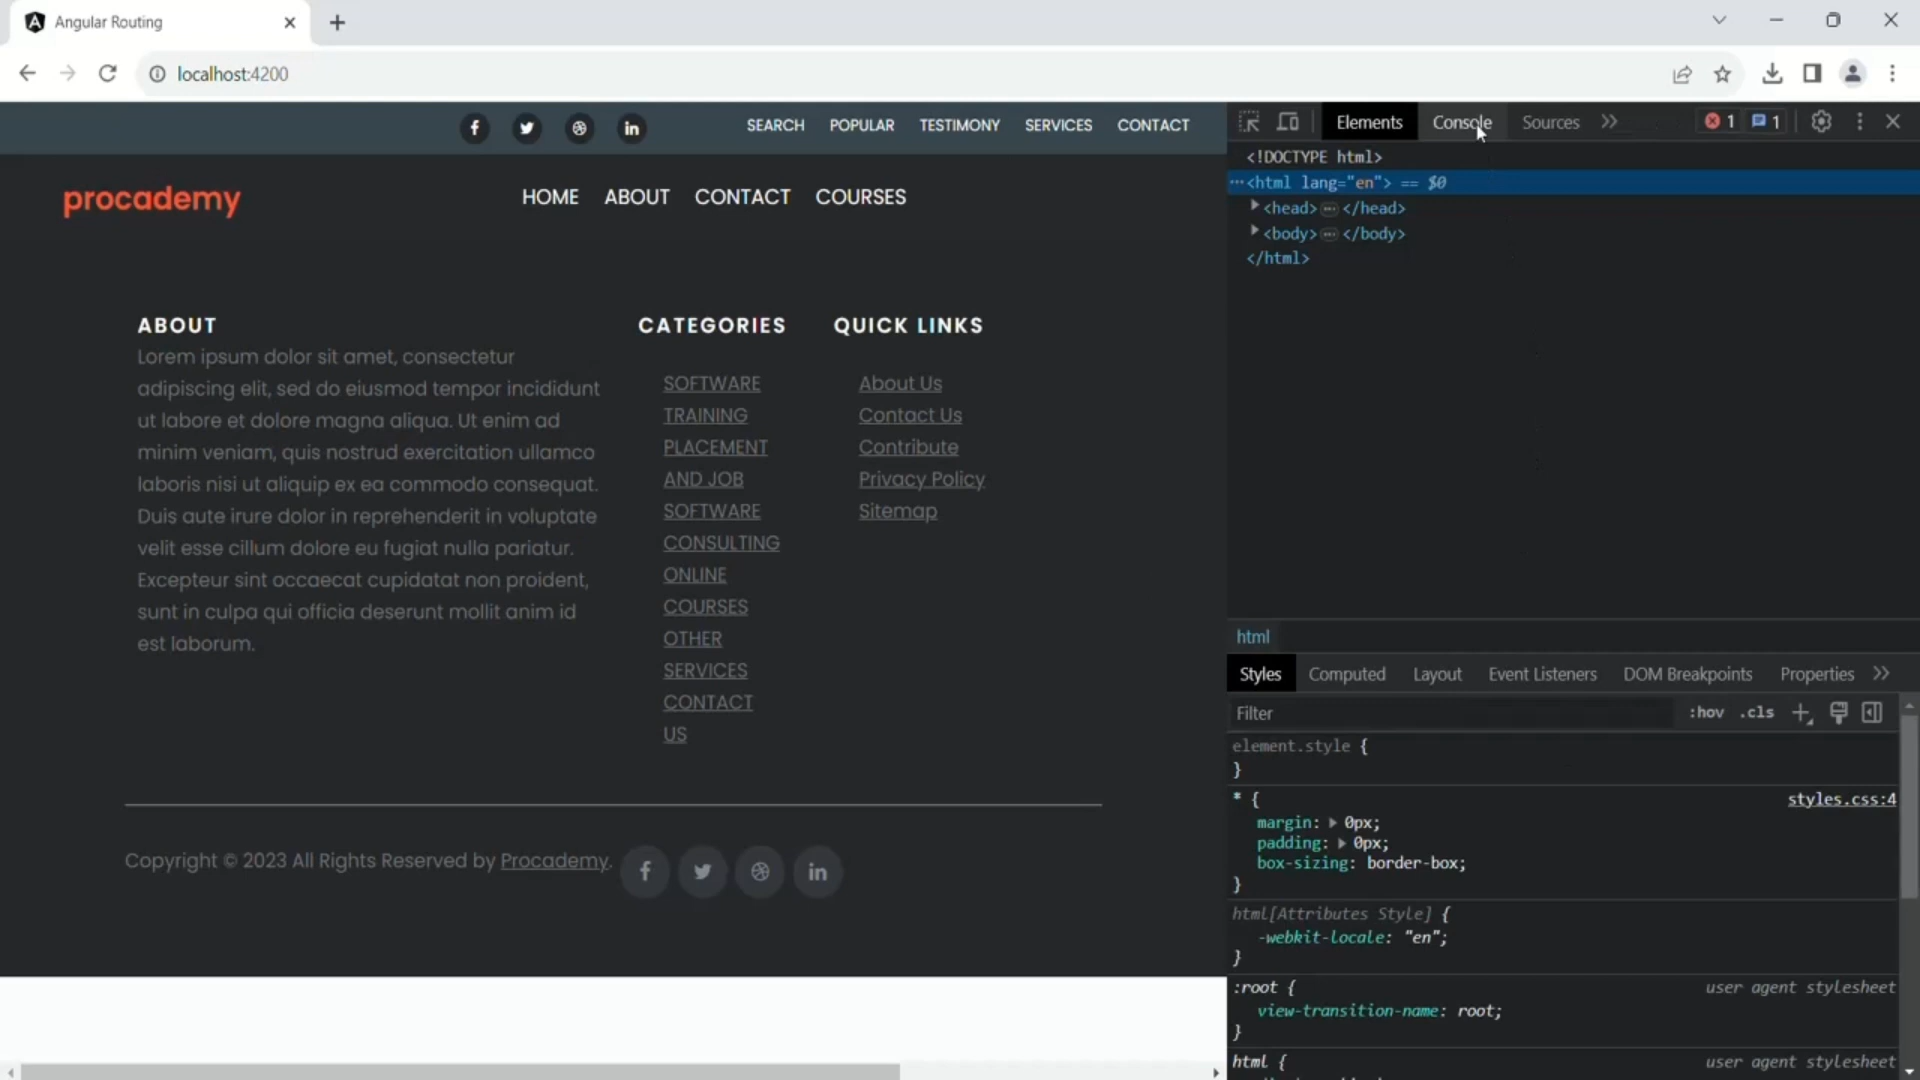 Angular Routing
localhost:4200
SEARCH POPULAR TESTIMONY SERVICES CONTACT
procademy
HOME ABOUT CONTACT COURSES
ABOUT
Lorem ipsum dolor sit amet, consectetur
adipiscing elit, sed do eiusmod tempor incididunt
ut labore et dolore magna aliqua. Ut enim ad
minim veniam, quis nostrud exercitation ullamco
laboris nisi ut aliquip ex ea commodo consequat.
Duis aute irure dolor in reprehenderit in voluptate
velit esse cillum dolore eu fugiat nulla pariatur.
Excepteur sint occaecat cupidatat non proident,
sunt in culpa qui officia deserunt mollit anim id
est laborum.
CATEGORIES
SOFTWARE
TRAINING
PLACEMENT
AND JOB
SOFTWARE
CONSULTING
ONLINE
COURSES
OTHER
SERVICES
CONTACT
US
QUICK LINKS
About Us
Contact Us
Contribute
Privacy Policy
Sitemap
Copyright © 2023 All Rights Reserved by Procademy.
Elements Console Sources 1 1
<!DOCTYPE html>
<html lang="en"> == $0
<head> </head>
<body> </body>
</html>
html
Styles Computed Layout Event Listeners DOM Breakpoints Properties
Filter :hov .cls
element.style {
}
* { styles.css:4
margin: 0px;
padding: 0px;
box-sizing: border-box;
}
html[Attributes Style] {
-webkit-locale: "en";
}
:root { user agent stylesheet
view-transition-name: root;
}
html { user agent stylesheet